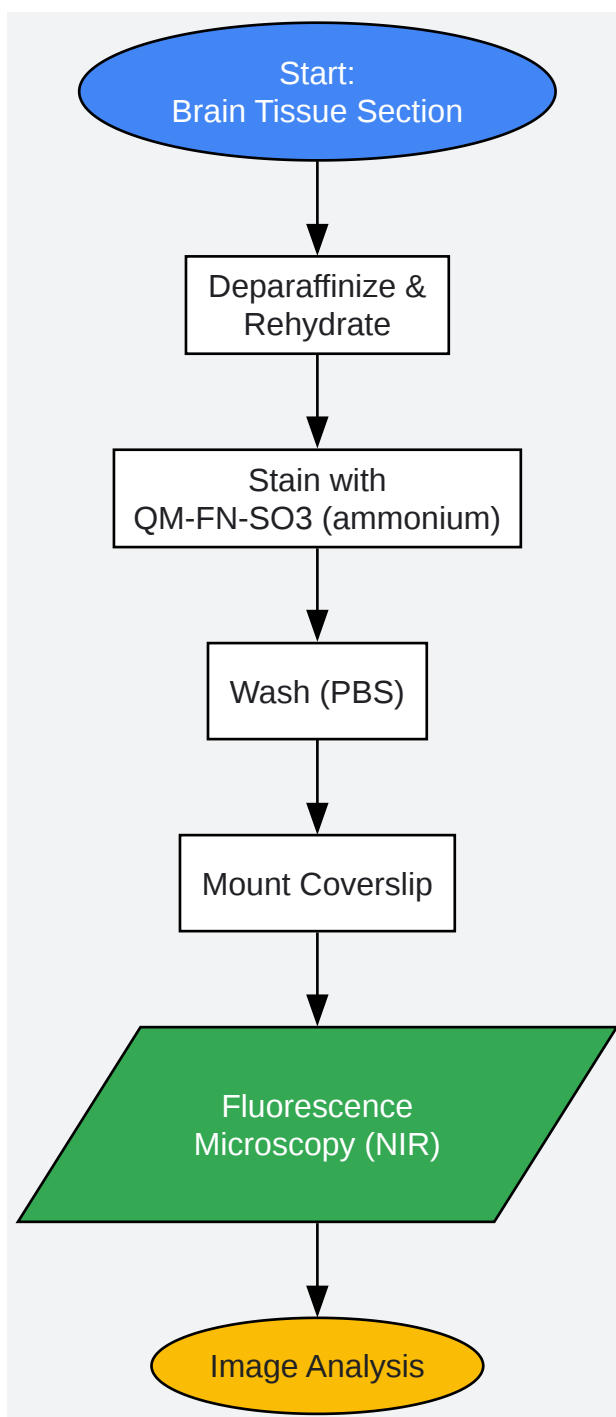 Start:
Brain Tissue Section
Deparaffinize &
Rehydrate
Stain with
QM-FN-SO3 (ammonium)
Wash (PBS)
Mount Coverslip
Fluorescence
Microscopy (NIR)
Image Analysis